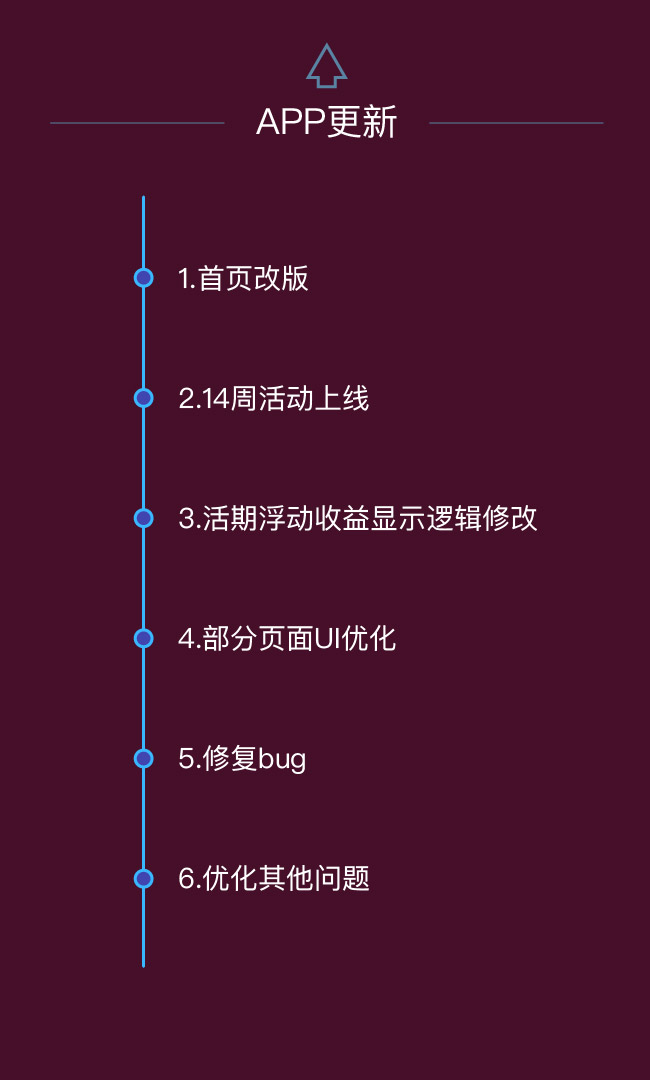 APP更新
1.首页改版
2.14周活动上线
3.活期浮动收益显示逻辑修改
4.部分页面UI优化
5.修复bug
6.优化其他问题